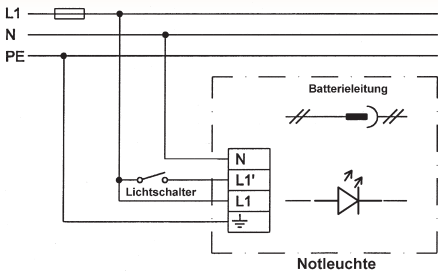 L1
N
PE
Batterieleitung
N
L1'
Lichtschalter
L1
Notleuchte